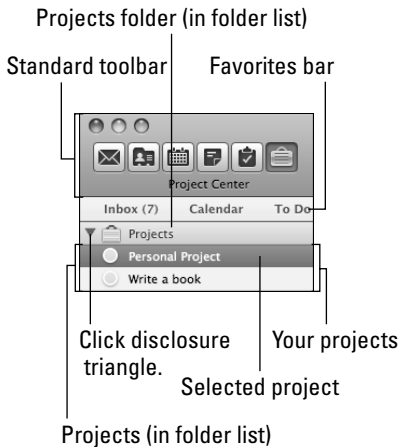 Projects folder (in folder list)
Standard toolbar Favorites bar
Project Center
Inbox (7) Calendar To Do
Projects
Personal Project
Write a book
Click disclosure
triangle.
Your projects
Selected project
Projects (in folder list)